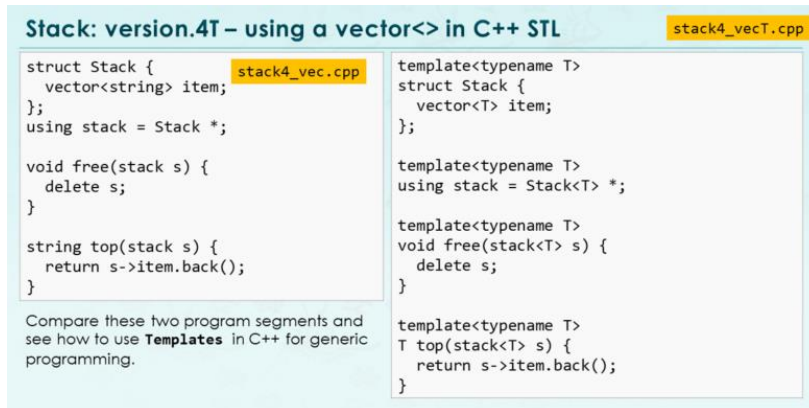 Stack: version.4T – using a vector<> in C++ STL
stack4_vecT.cpp
struct Stack {
stack4_vec.cpp
  vector<string> item;
};
using stack = Stack *;

void free(stack s) {
  delete s;
}

string top(stack s) {
  return s->item.back();
}
Compare these two program segments and
see how to use Templates in C++ for generic
programming.
template<typename T>
struct Stack {
  vector<T> item;
};

template<typename T>
using stack = Stack<T> *;

template<typename T>
void free(stack<T> s) {
  delete s;
}

template<typename T>
T top(stack<T> s) {
  return s->item.back();
}